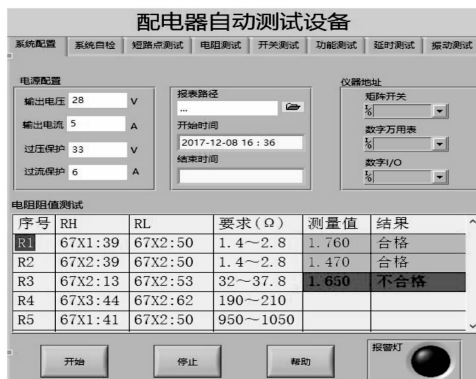 配电器自动测试设备
系统配置 系统自检 短路点测试 电阻测试 开关测试 功能测试 延时测试 振动测试
电源配置
输出电压 28 V
输出电流 5 A
过压保护 33 V
过流保护 6 A
报表路径
...
开始时间
2017-12-08 16：36
结束时间
仪器地址
矩阵开关
数字万用表
数字I/O
电阻阻值测试
序号 RH RL 要求(Ω) 测量值 结果
R1 67X1:39 67X2:50 1.4～2.8 1.760 合格
R2 67X2:39 67X2:50 1.4～2.8 1.470 合格
R3 67X2:13 67X2:53 32～37.8 1.650 不合格
R4 67X3:44 67X2:62 190～210
R5 67X1:41 67X2:50 950～1050
开始 停止 帮助 报警灯